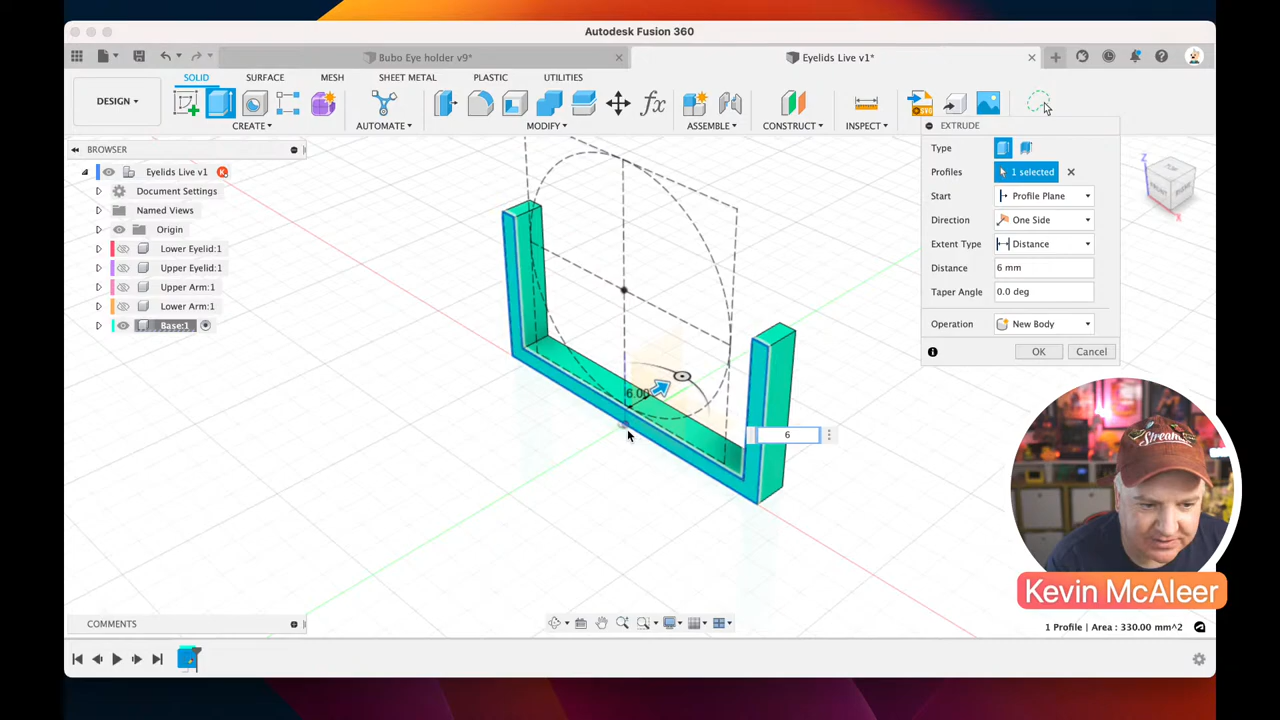 Autodesk Fusion 360
Bubo Eye holder v9*
Eyelids Live v1*
DESIGN
SOLID
SURFACE
MESH
SHEET METAL
PLASTIC
UTILITIES
CREATE
AUTOMATE
MODIFY
ASSEMBLE
CONSTRUCT
INSPECT
BROWSER
Eyelids Live v1
Document Settings
Named Views
Origin
Lower Eyelid:1
Upper Eyelid:1
Upper Arm:1
Lower Arm:1
Base:1
EXTRUDE
Type
Profiles 1 selected
Start Profile Plane
Direction One Side
Extent Type Distance
Distance 6 mm
Taper Angle 0.0 deg
Operation New Body
OK Cancel
TOP
FRONT
RIGHT
Z
X
6.00
6
Kevin McAleer
COMMENTS
1 Profile | Area : 330.00 mm^2